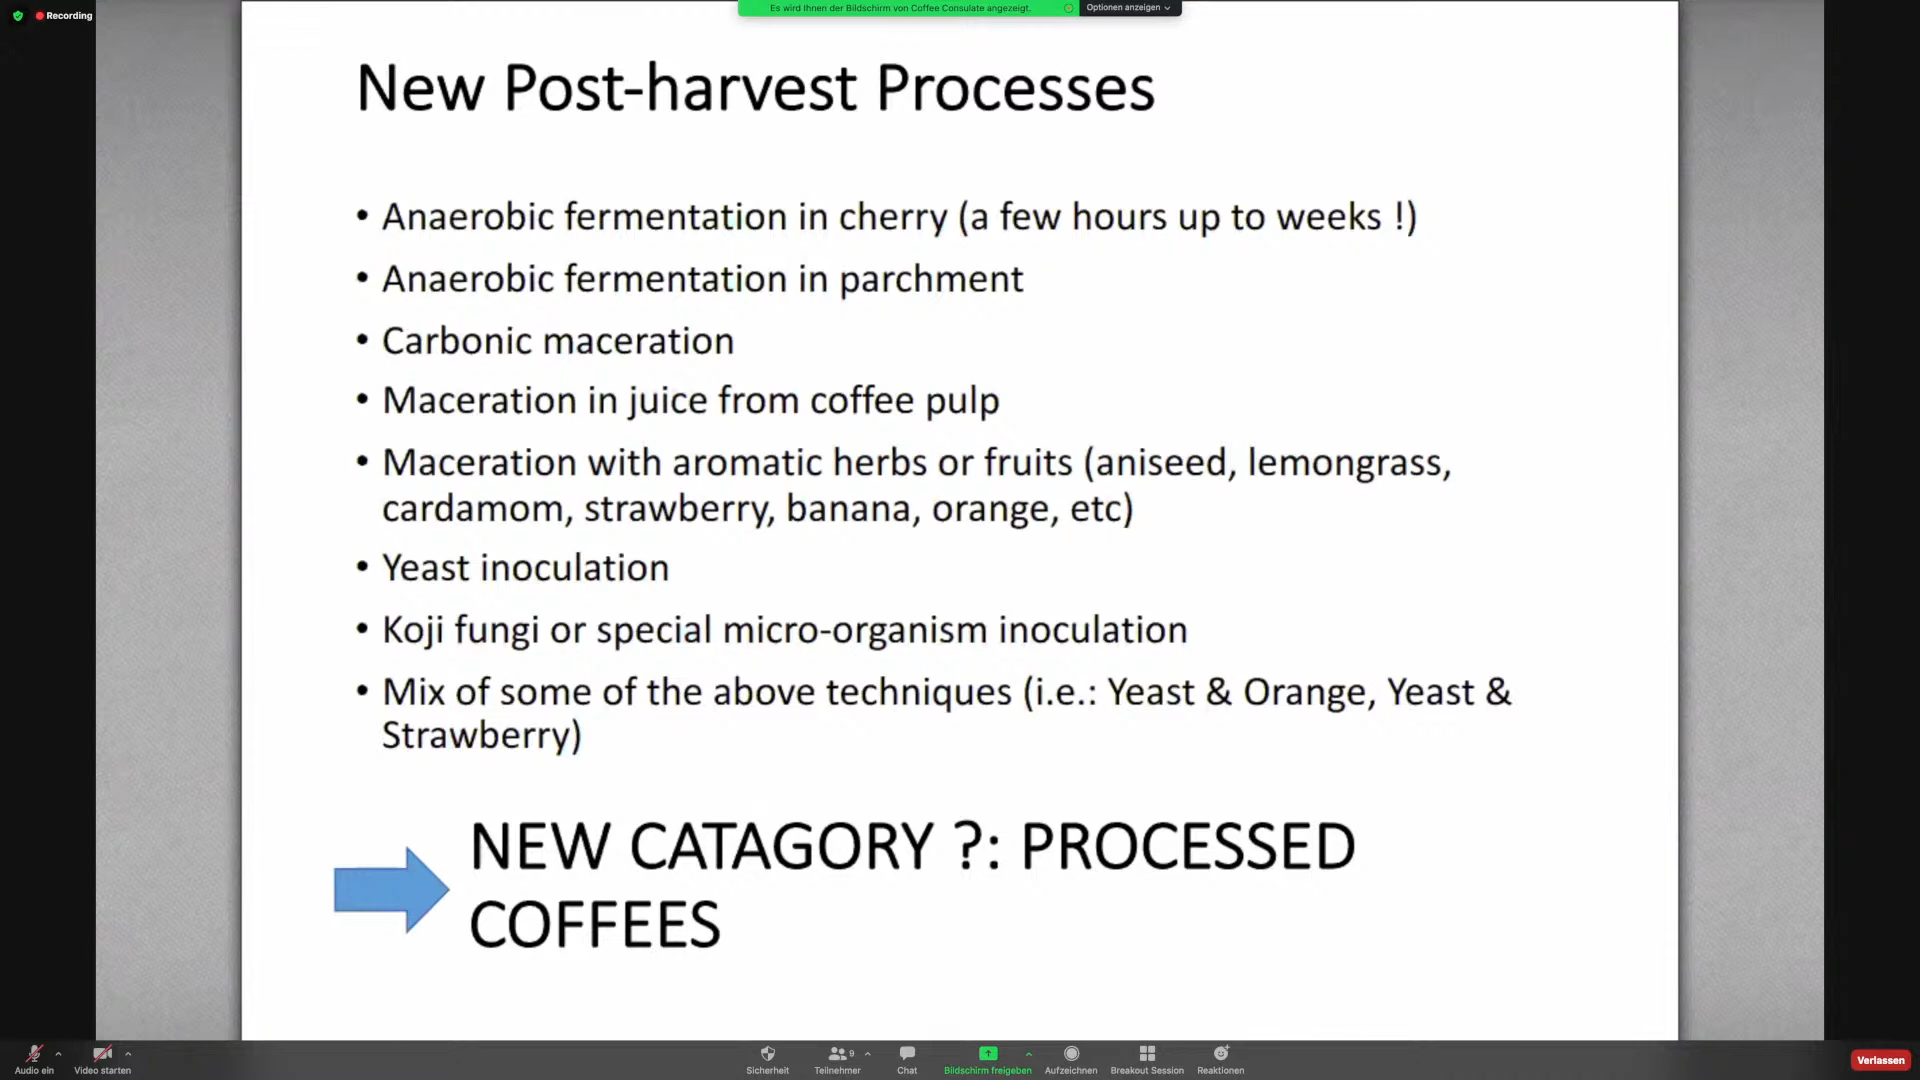 Recording
Es wird Ihnen der Bildschirm von Coffee Consulate angezeigt.
Optionen anzeigen
New Post-harvest Processes
• Anaerobic fermentation in cherry (a few hours up to weeks !)
• Anaerobic fermentation in parchment
• Carbonic maceration
• Maceration in juice from coffee pulp
• Maceration with aromatic herbs or fruits (aniseed, lemongrass,
cardamom, strawberry, banana, orange, etc)
• Yeast inoculation
• Koji fungi or special micro-organism inoculation
• Mix of some of the above techniques (i.e.: Yeast & Orange, Yeast &
Strawberry)
NEW CATAGORY ?: PROCESSED
COFFEES
9
Audio ein
Video starten
Sicherheit
Teilnehmer
Chat
Bildschirm freigeben
Aufzeichnen
Breakout Session
Reaktionen
Verlassen